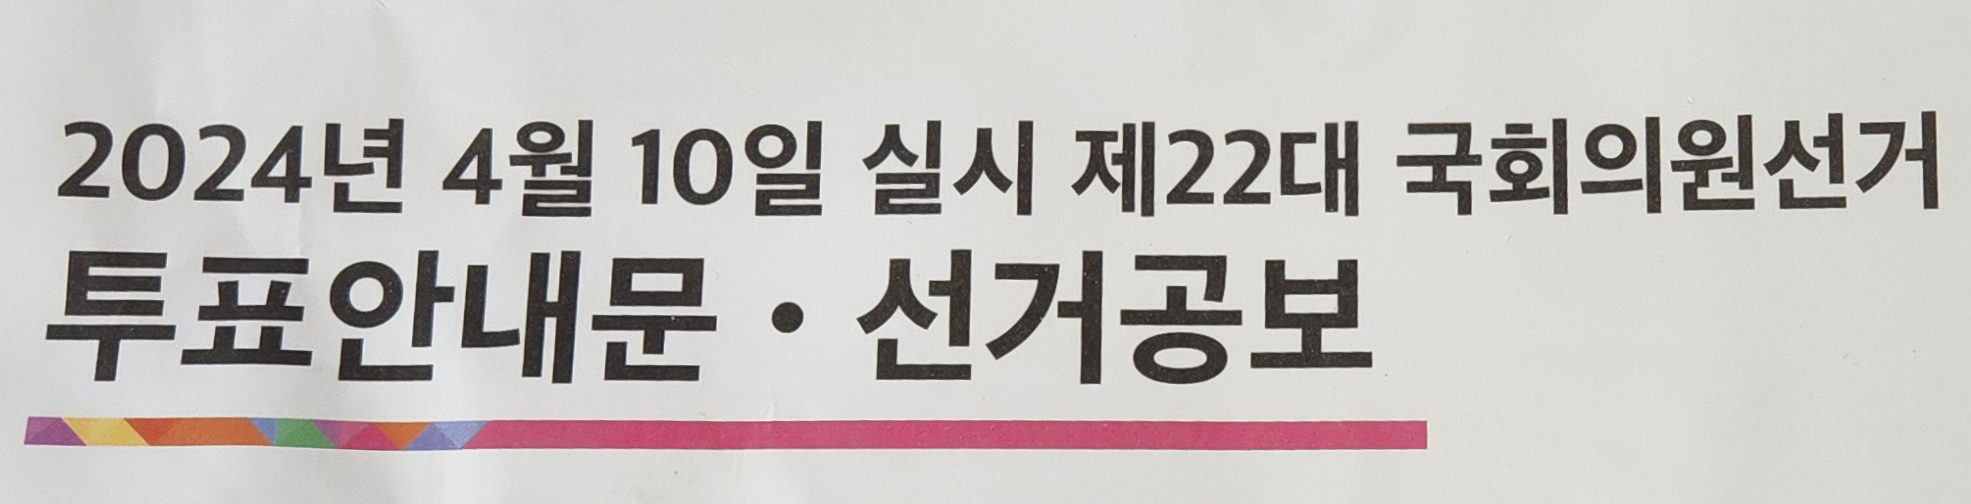 2024년 4월 10일 실시 제22대 국회의원선거
투표안내문・선거공보